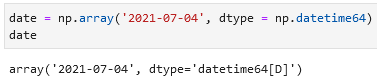 date = np.array('2021-07-04', dtype = np.datetime64)
date
array('2021-07-04', dtype='datetime64[D]')